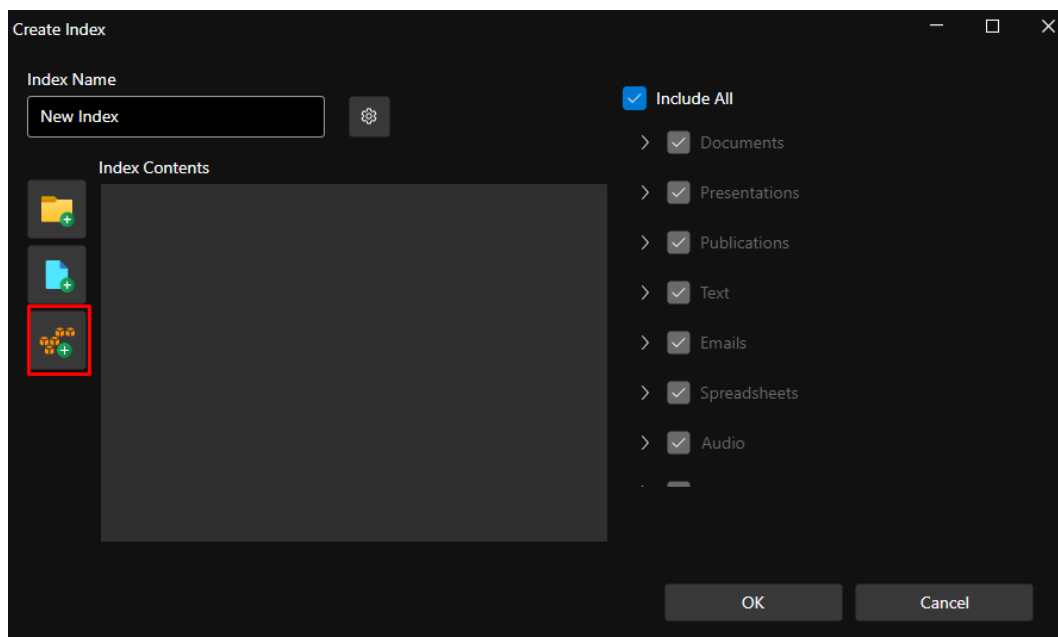 Create Index
Index Name
New Index
Index Contents
Include All
Documents
Presentations
Publications
Text
Emails
Spreadsheets
Audio
OK
Cancel